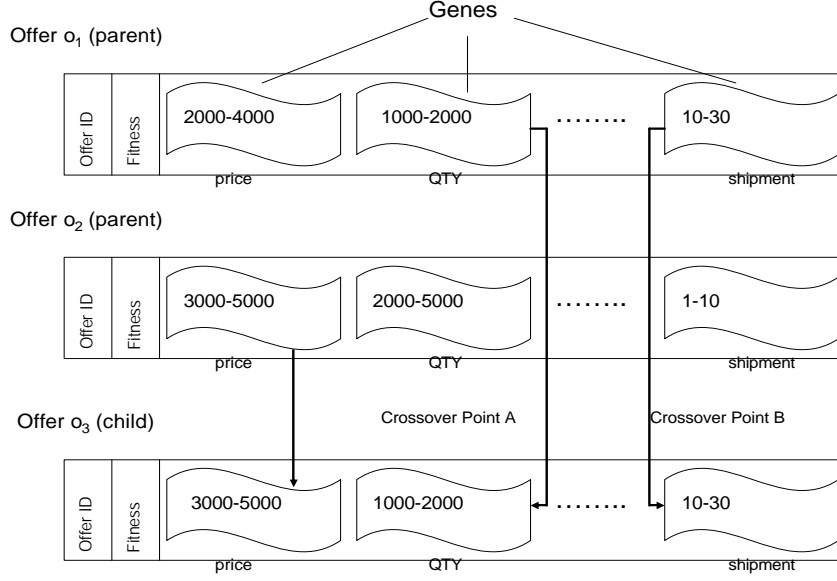 Genes
Offer o1 (parent)
Offer ID
Fitness
2000-4000
1000-2000
........
10-30
price
QTY
shipment
Offer o2 (parent)
Offer ID
Fitness
3000-5000
2000-5000
........
1-10
price
QTY
shipment
Offer o3 (child)
Crossover Point A
Crossover Point B
Offer ID
Fitness
3000-5000
1000-2000
........
10-30
price
QTY
shipment